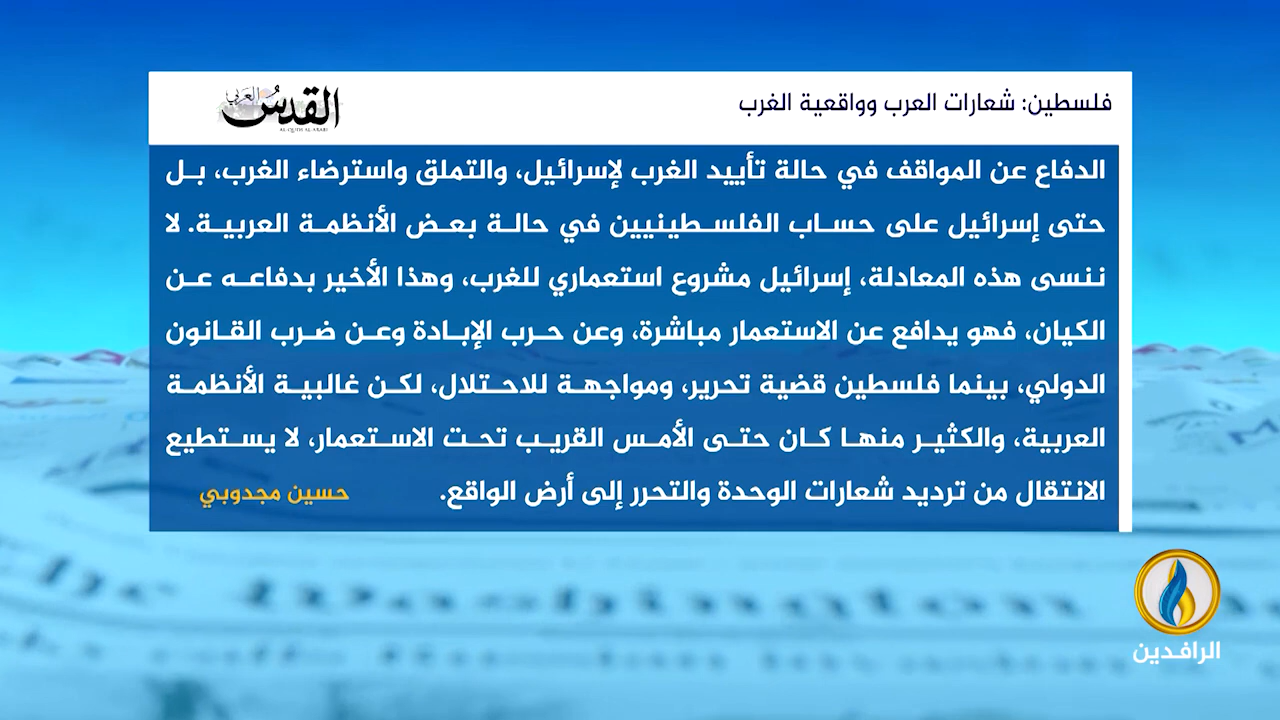 فلسطين: شعارات العرب وواقعية الغرب
القدس العربي
AL-QUDS AL-ARABI
الدفاع عن المواقف في حالة تأييد الغرب لإسرائيل، والتملق واسترضاء الغرب، بل
حتى إسرائيل على حساب الفلسطينيين في حالة بعض الأنظمة العربية. لا
ننسى هذه المعادلة، إسرائيل مشروع استعماري للغرب، وهذا الأخير بدفاعه عن
الكيان، فهو يدافع عن الاستعمار مباشرة، وعن حرب الإبادة وعن ضرب القانون
الدولي، بينما فلسطين قضية تحرير، ومواجهة للاحتلال، لكن غالبية الأنظمة
العربية، والكثير منها كان حتى الأمس القريب تحت الاستعمار، لا يستطيع
الانتقال من ترديد شعارات الوحدة والتحرر إلى أرض الواقع.
حسين مجدوبي
الرافدين